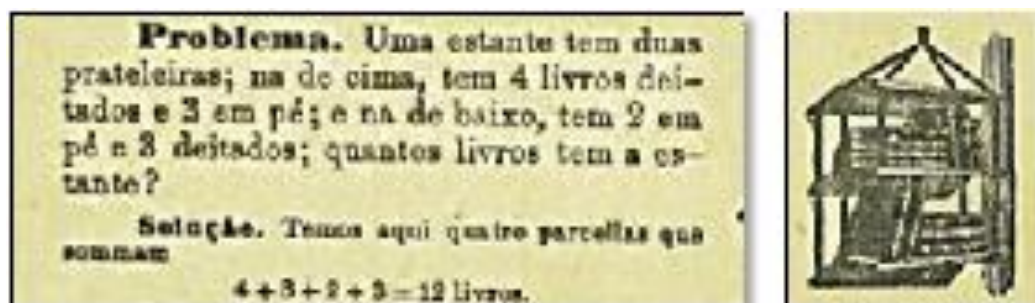 Problema. Uma estante tem duas
prateleiras; na de cima, tem 4 livros dei-
tados e 3 em pé; e na de baixo, tem 2 em
pé e 3 deitados; quantos livros tem a es-
tante?
Solução. Temos aqui quatro parcellas que
sommam
4 + 3 + 2 + 3 = 12 livros.